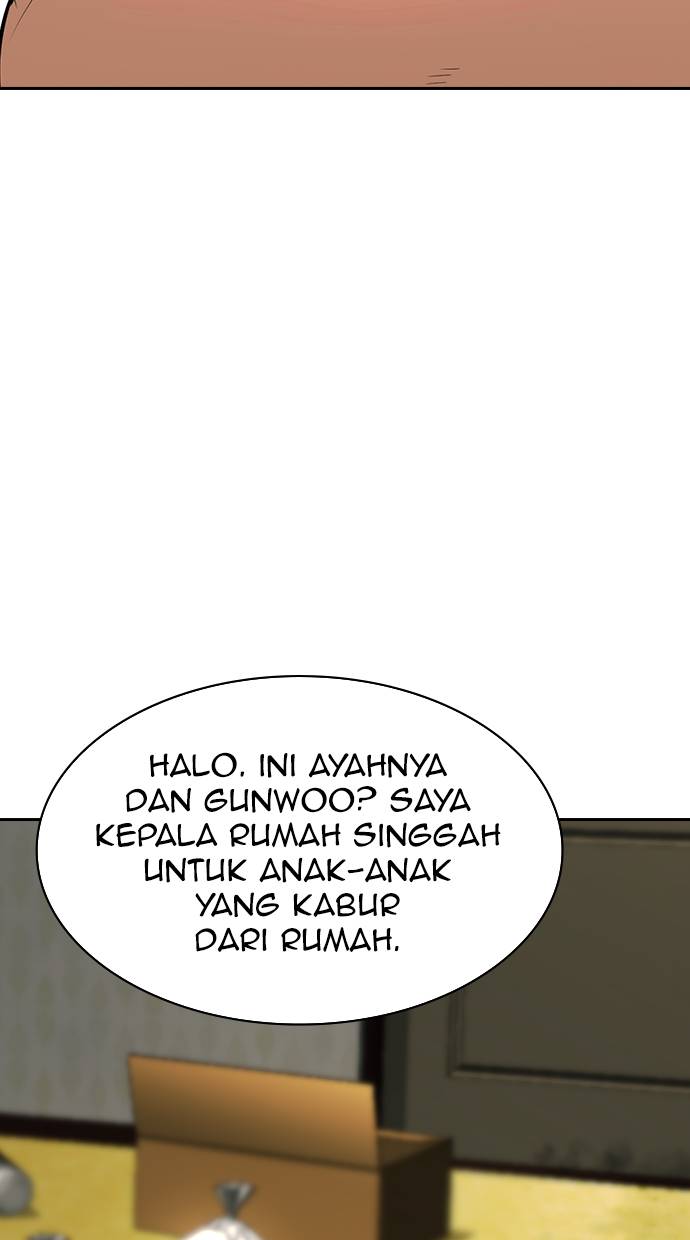 HALO, INI AYAHNYA
DAN GUNWOO? SAYA
KEPALA RUMAH SINGGAH
UNTUK ANAK-ANAK
YANG KABUR
DARI RUMAH.